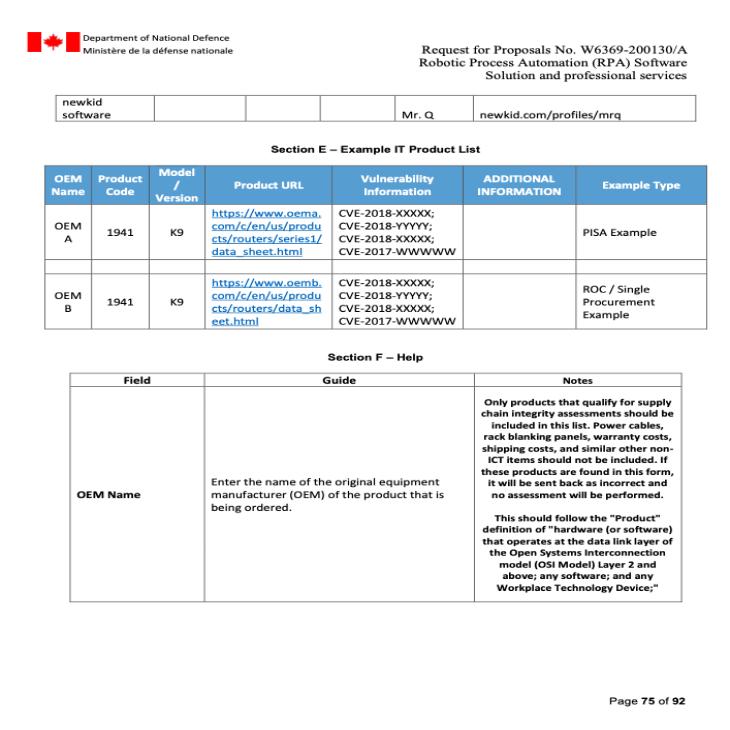 Department of National Defence
Ministère de la défense nationale
Request for Proposals No. W6369-200130/A
Robotic Process Automation (RPA) Software
Solution and professional services
newkid
software
Mr. Q
newkid.com/profiles/mrq
Section E – Example IT Product List
OEM
Name
Product
Code
Model
/
Version
Product URL
Vulnerability
Information
ADDITIONAL
INFORMATION
Example Type
OEM
A
1941
K9
https://www.oema.
com/c/en/us/produ
cts/routers/series1/
data_sheet.html
CVE-2018-XXXXX;
CVE-2018-YYYYY;
CVE-2018-XXXXX;
CVE-2017-WWWWW
PISA Example
OEM
B
1941
K9
https://www.oemb.
com/c/en/us/produ
cts/routers/data_sh
eet.html
CVE-2018-XXXXX;
CVE-2018-YYYYY;
CVE-2018-XXXXX;
CVE-2017-WWWWW
ROC / Single
Procurement
Example
Section F – Help
Field
Guide
Notes
OEM Name
Enter the name of the original equipment
manufacturer (OEM) of the product that is
being ordered.
Only products that qualify for supply
chain integrity assessments should be
included in this list. Power cables,
rack blanking panels, warranty costs,
shipping costs, and similar other non-
ICT items should not be included. If
these products are found in this form,
it will be sent back as incorrect and
no assessment will be performed.
This should follow the "Product"
definition of "hardware (or software)
that operates at the data link layer of
the Open Systems Interconnection
model (OSI Model) Layer 2 and
above; any software; and any
Workplace Technology Device;"
Page 75 of 92